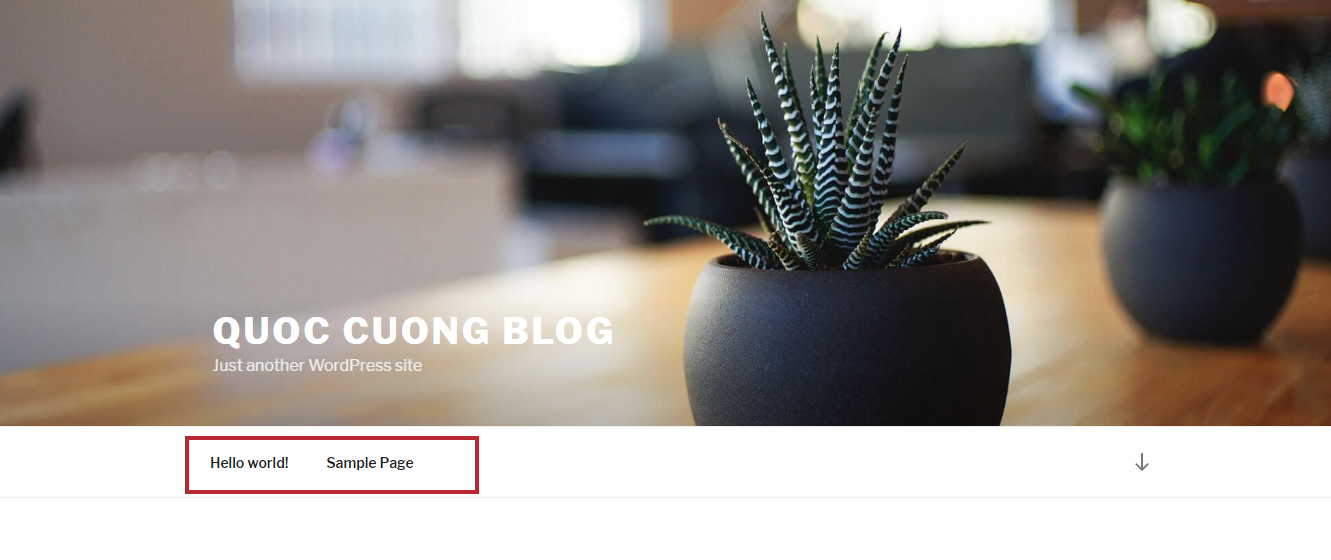 QUOC CUONG BLOG
Just another WordPress site
Hello world! Sample Page